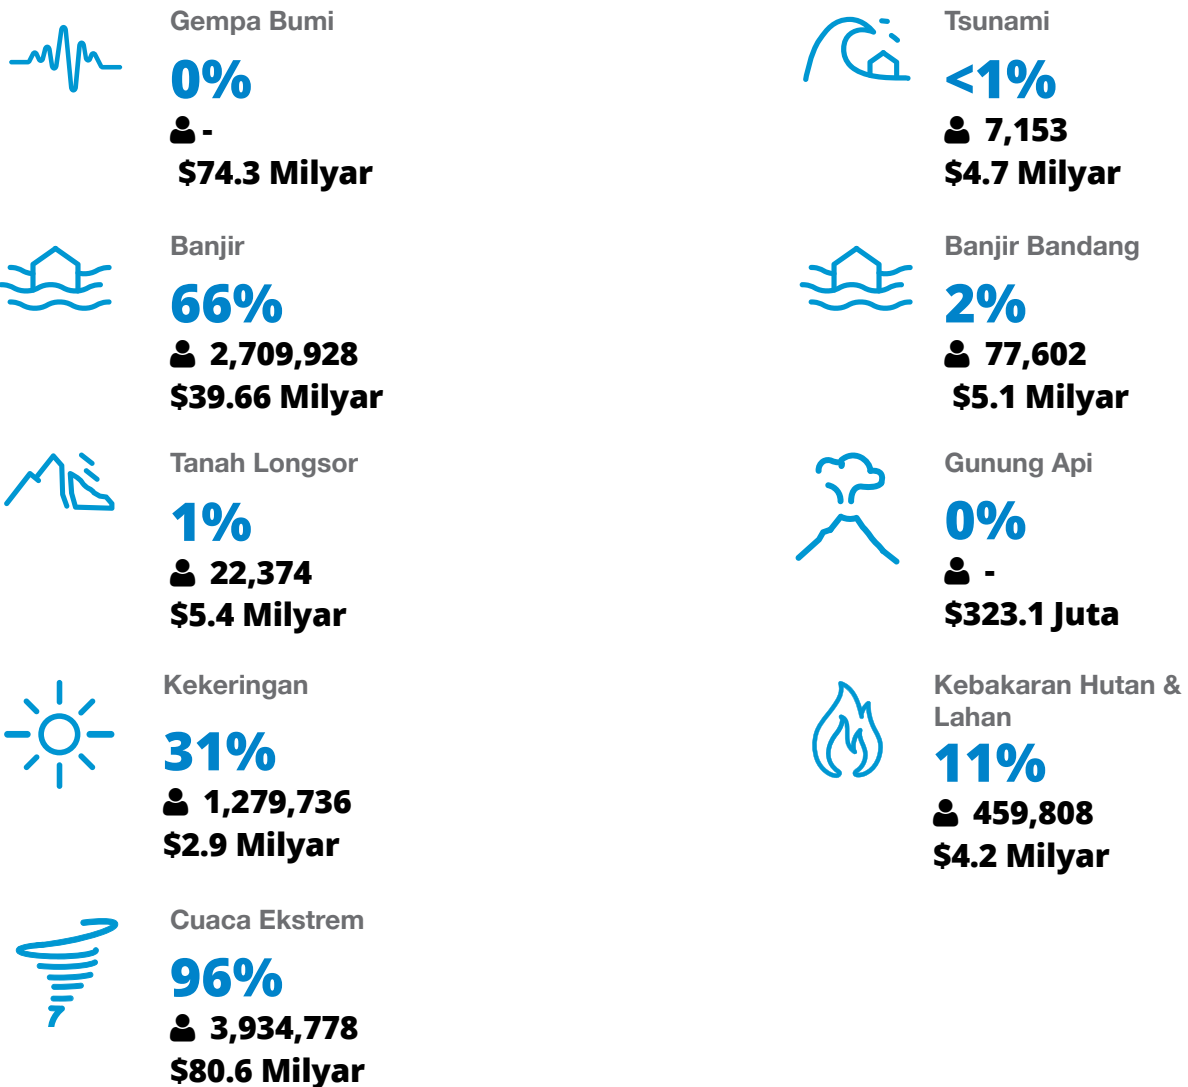 Gempa Bumi
0%
-
$74.3 Milyar
Tsunami
<1%
7,153
$4.7 Milyar
Banjir
66%
2,709,928
$39.66 Milyar
Banjir Bandang
2%
77,602
$5.1 Milyar
Tanah Longsor
1%
22,374
$5.4 Milyar
Gunung Api
0%
-
$323.1 Juta
Kekeringan
31%
1,279,736
$2.9 Milyar
Kebakaran Hutan &
Lahan
11%
459,808
$4.2 Milyar
Cuaca Ekstrem
96%
3,934,778
$80.6 Milyar